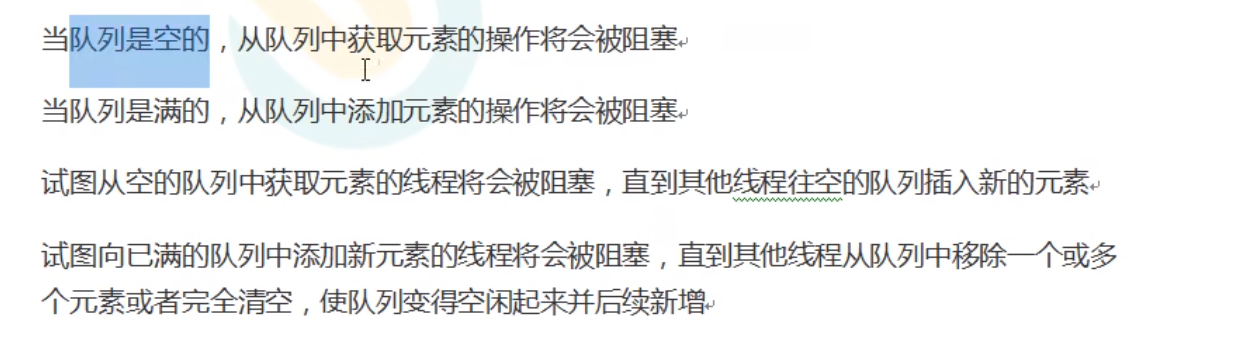 当队列是空的，从队列中获取元素的操作将会被阻塞
当队列是满的，从队列中添加元素的操作将会被阻塞
试图从空的队列中获取元素的线程将会被阻塞，直到其他线程往空的队列插入新的元素
试图向已满的队列中添加新元素的线程将会被阻塞，直到其他线程从队列中移除一个或多
个元素或者完全清空，使队列变得空闲起来并后续新增